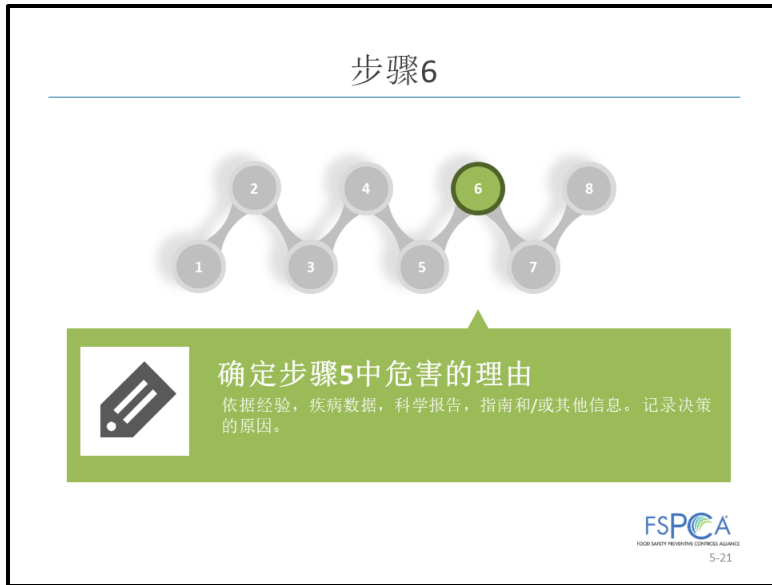 步骤6
2
4
6
8
1
3
5
7
确定步骤5中危害的理由
依据经验，疾病数据，科学报告，指南和/或其他信息。 记录决策
的原因。
FSPCA
FOOD SAFETY PREVENTIVE CONTROLS ALLIANCE
5-21